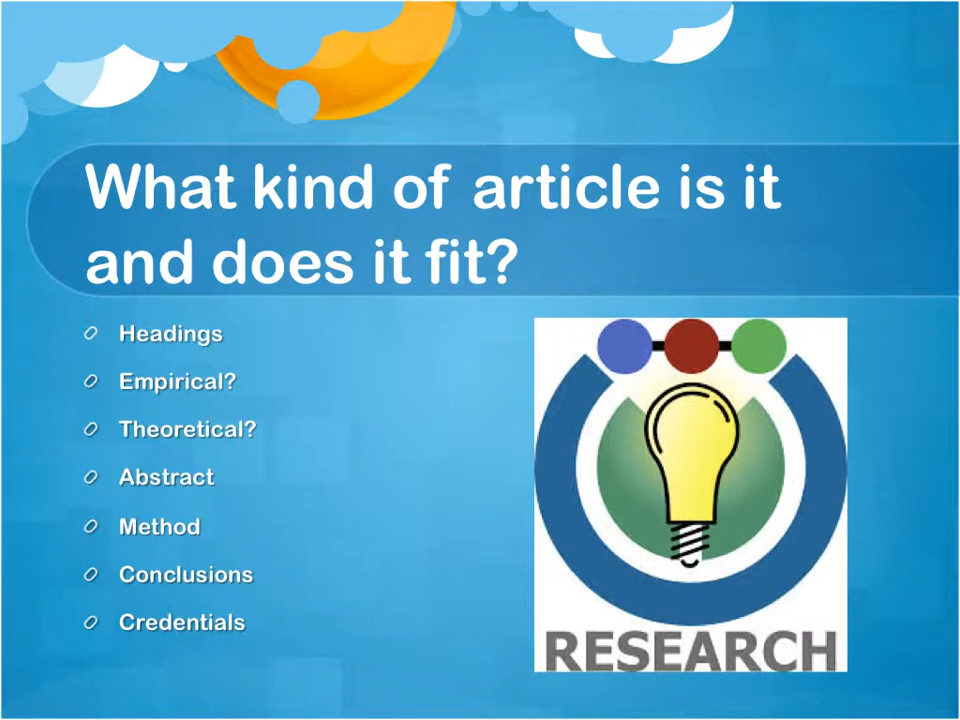 What kind of article is it
and does it fit?
Headings
Empirical?
Theoretical?
Abstract
Method
Conclusions
Credentials
RESEARCH